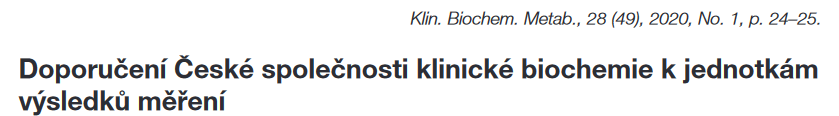 Klin. Biochem. Metab., 28 (49), 2020, No. 1, p. 24–25.
Doporučení České společnosti klinické biochemie k jednotkám
výsledků měření